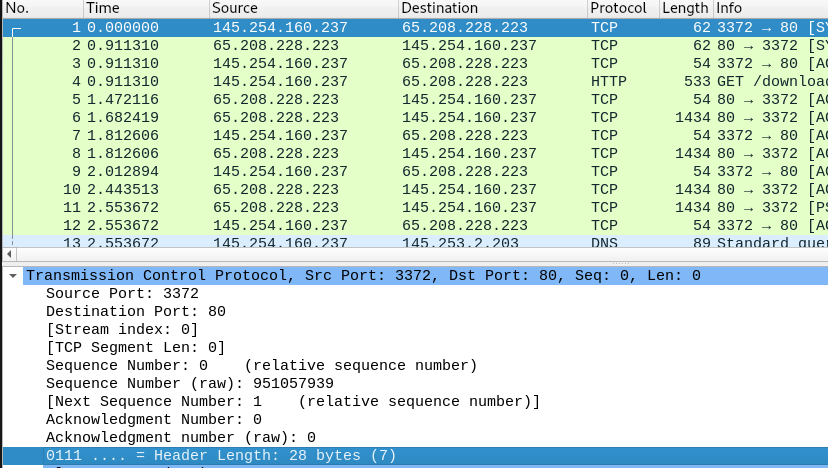 No. Time Source Destination Protocol Length Info
1 0.000000 145.254.160.237 65.208.228.223 TCP 62 3372 → 80 [SY
2 0.911310 65.208.228.223 145.254.160.237 TCP 62 80 → 3372 [SY
3 0.911310 145.254.160.237 65.208.228.223 TCP 54 3372 → 80 [AC
4 0.911310 145.254.160.237 65.208.228.223 HTTP 533 GET /download
5 1.472116 65.208.228.223 145.254.160.237 TCP 54 80 → 3372 [AC
6 1.682419 65.208.228.223 145.254.160.237 TCP 1434 80 → 3372 [AC
7 1.812606 145.254.160.237 65.208.228.223 TCP 54 3372 → 80 [AC
8 1.812606 65.208.228.223 145.254.160.237 TCP 1434 80 → 3372 [AC
9 2.012894 145.254.160.237 65.208.228.223 TCP 54 3372 → 80 [AC
10 2.443513 65.208.228.223 145.254.160.237 TCP 1434 80 → 3372 [AC
11 2.553672 65.208.228.223 145.254.160.237 TCP 1434 80 → 3372 [PS
12 2.553672 145.254.160.237 65.208.228.223 TCP 54 3372 → 80 [AC
13 2.553672 145.254.160.237 145.253.2.203 DNS 89 Standard quer
Transmission Control Protocol, Src Port: 3372, Dst Port: 80, Seq: 0, Len: 0
Source Port: 3372
Destination Port: 80
[Stream index: 0]
[TCP Segment Len: 0]
Sequence Number: 0 (relative sequence number)
Sequence Number (raw): 951057939
[Next Sequence Number: 1 (relative sequence number)]
Acknowledgment Number: 0
Acknowledgment number (raw): 0
0111 .... = Header Length: 28 bytes (7)